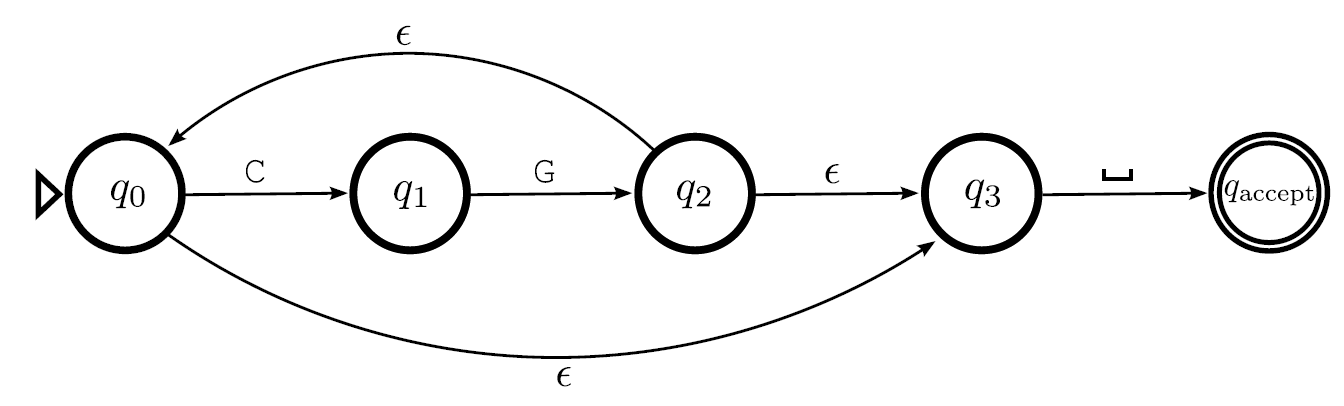 ϵ
C G ϵ ␣
q0 q1 q2 q3 qaccept
ϵ